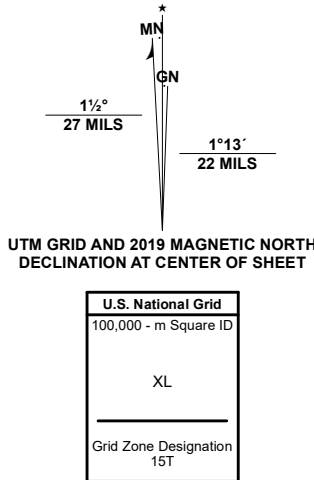 ★
MN
GN
1½°
27 MILS
1°13´
22 MILS
UTM GRID AND 2019 MAGNETIC NORTH
DECLINATION AT CENTER OF SHEET
U.S. National Grid
100,000 - m Square ID
XL
Grid Zone Designation
15T